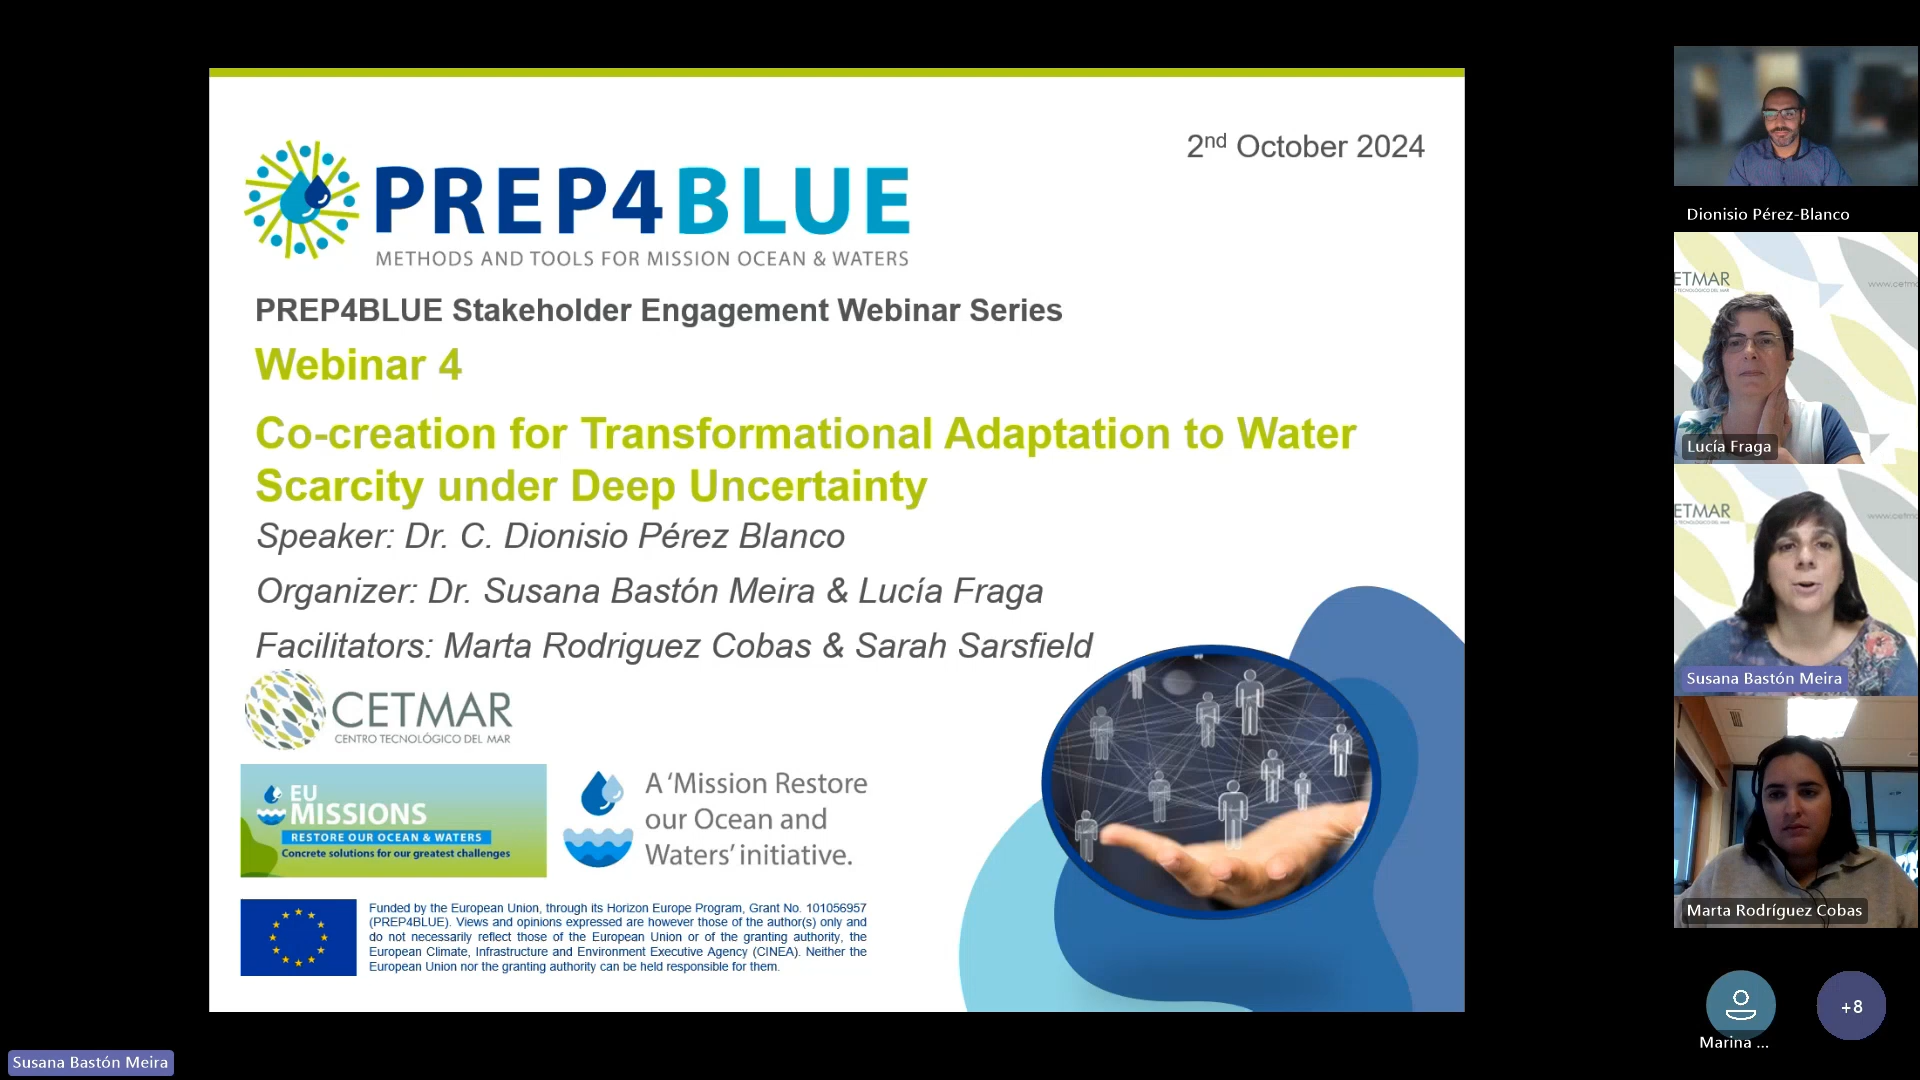 2nd October 2024
PREP4BLUE
METHODS AND TOOLS FOR MISSION OCEAN & WATERS
PREP4BLUE Stakeholder Engagement Webinar Series
Webinar 4
Co-creation for Transformational Adaptation to Water
Scarcity under Deep Uncertainty
Speaker: Dr. C. Dionisio Pérez Blanco
Organizer: Dr. Susana Bastón Meira & Lucía Fraga
Facilitators: Marta Rodriguez Cobas & Sarah Sarsfield
CETMAR
CENTRO TECNOLÓGICO DEL MAR
EU
MISSIONS
RESTORE OUR OCEAN & WATERS
Concrete solutions for our greatest challenges
A ‘Mission Restore
our Ocean and
Waters’ initiative.
Funded by the European Union, through its Horizon Europe Program, Grant No. 101056957
(PREP4BLUE). Views and opinions expressed are however those of the author(s) only and
do not necessarily reflect those of the European Union or of the granting authority, the
European Climate, Infrastructure and Environment Executive Agency (CINEA). Neither the
European Union nor the granting authority can be held responsible for them.
Dionisio Pérez-Blanco
ETMAR
www.cetm
Lucía Fraga
ETMAR
www.cetm
Susana Bastón Meira
Marta Rodríguez Cobas
Marina ...
+8
Susana Bastón Meira